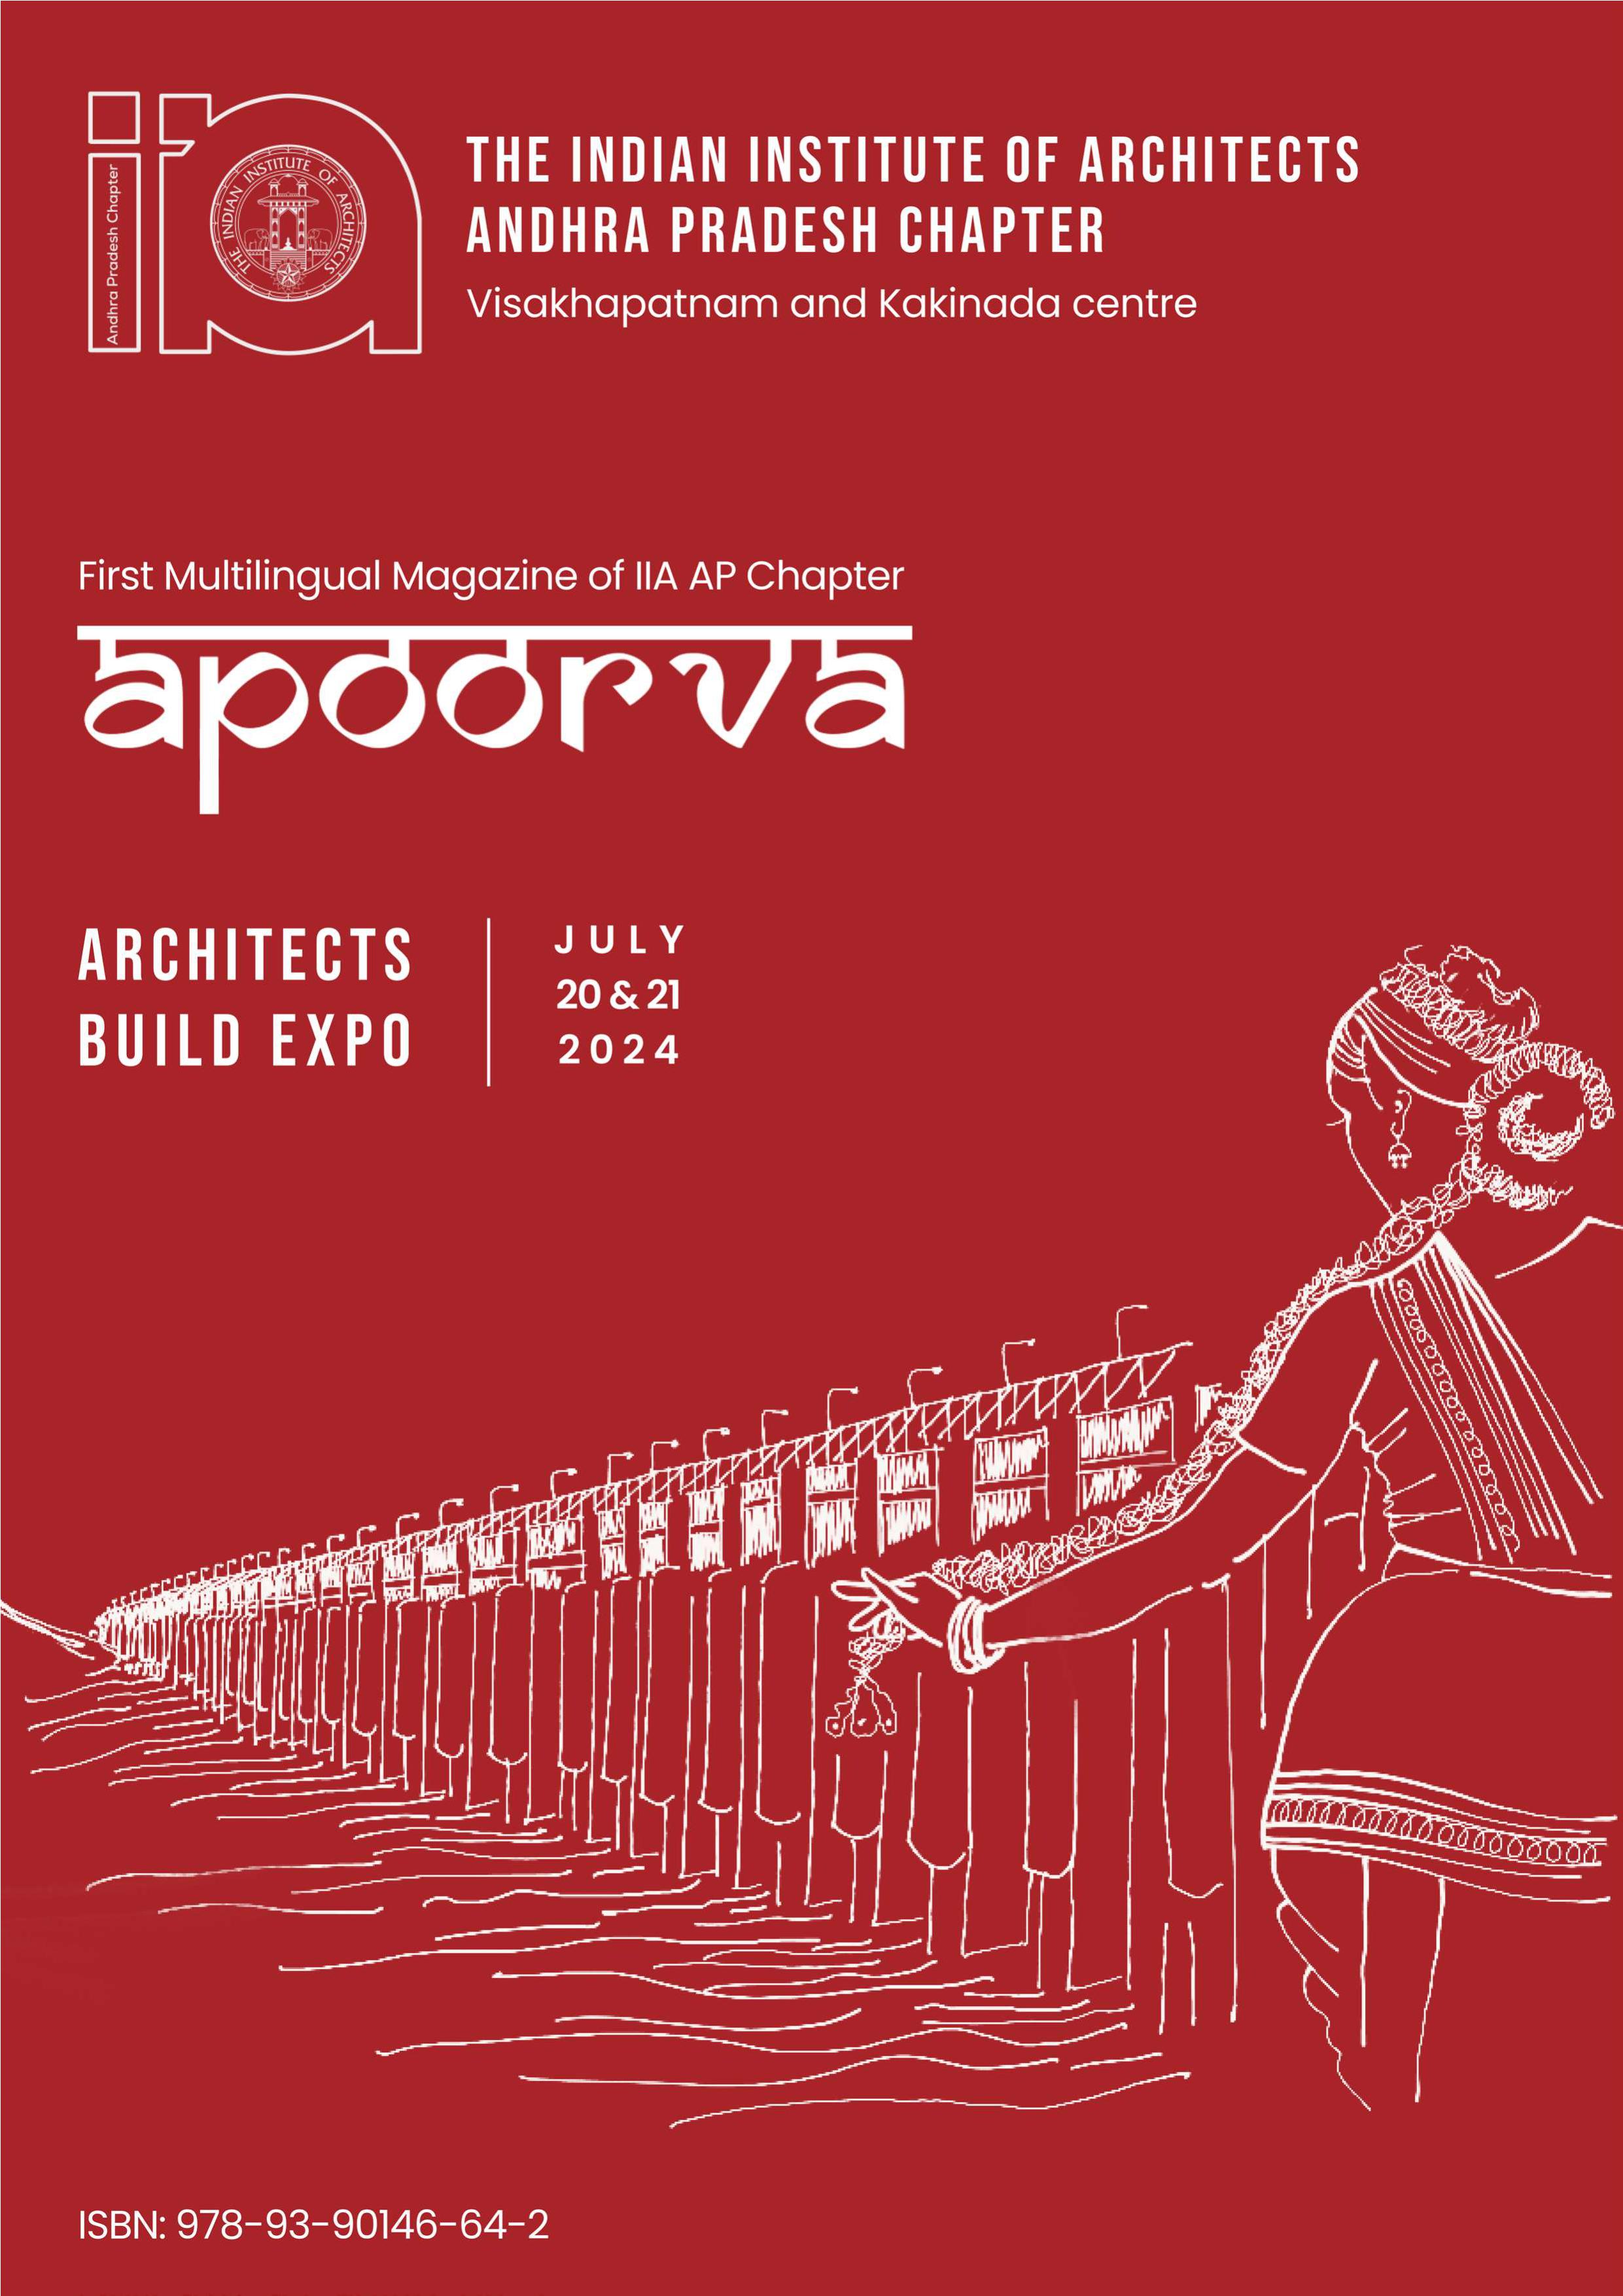 Andhra Pradesh Chapter
THE INDIAN INSTITUTE OF ARCHITECTS
THE INDIAN INSTITUTE OF ARCHITECTS
ANDHRA PRADESH CHAPTER
Visakhapatnam and Kakinada centre
First Multilingual Magazine of IIA AP Chapter
apoorva
ARCHITECTS
BUILD EXPO
JULY
20 & 21
2024
ISBN: 978-93-90146-64-2